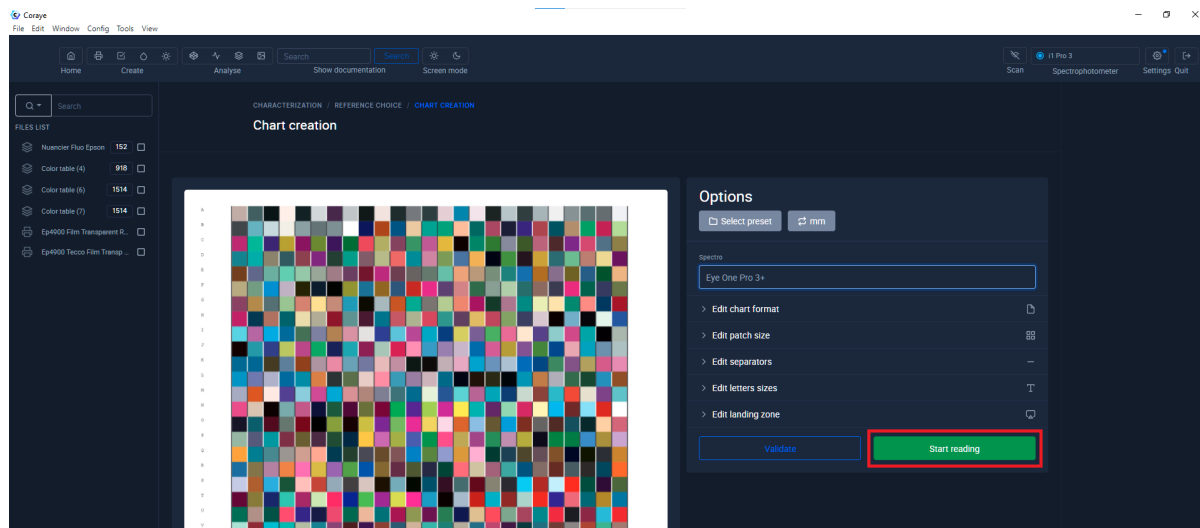 Coraye
File Edit Window Config Tools View
Search Search
Home Create Analyse Show documentation Screen mode
i1 Pro 3
Scan Spectrophotometer Settings Quit
Search
FILES LIST
Nuancier Fluo Epson 152
Color table (4) 918
Color table (6) 1514
Color table (7) 1514
Ep4900 Film Transparent R...
Ep4900 Tecco Film Transp ...
CHARACTERIZATION / REFERENCE CHOICE / CHART CREATION
Chart creation
Options
Select preset mm
Spectro
Eye One Pro 3+
Edit chart format
Edit patch size
Edit separators
Edit letters sizes
Edit landing zone
Validate Start reading